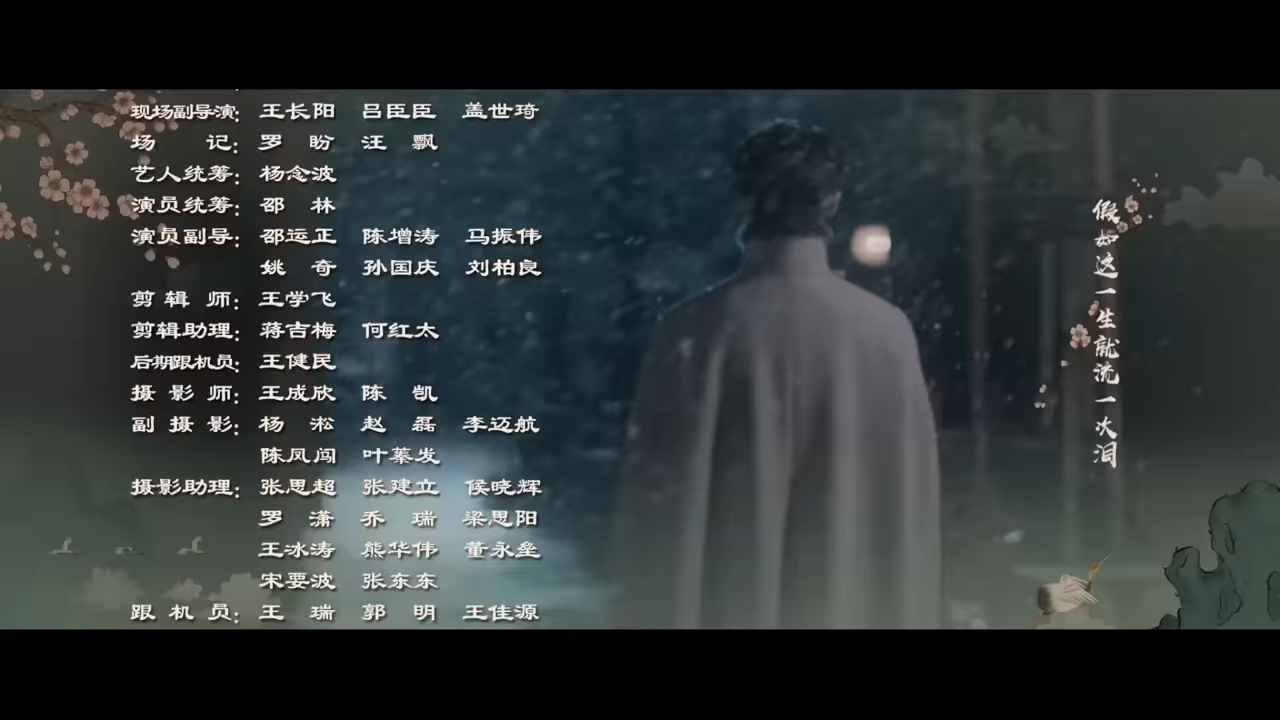 现场副导演：王长阳 吕臣臣 盖世琦
场记：罗盼 汪飘
艺人统筹：杨念波
演员统筹：邵林
演员副导：邵运正 陈增涛 马振伟
姚奇 孙国庆 刘柏良
剪辑师：王学飞
剪辑助理：蒋吉梅 何红太
后期跟机员：王健民
摄影师：王成欣 陈凯
副摄影：杨淞 赵磊 李迈航
陈凤闯 叶蓁发
摄影助理：张思超 张建立 侯晓辉
罗潇 乔瑞 梁思阳
王冰涛 熊华伟 董永垒
宋要波 张东东
跟机员：王瑞 郭明 王佳源
假如这一生就流一次泪